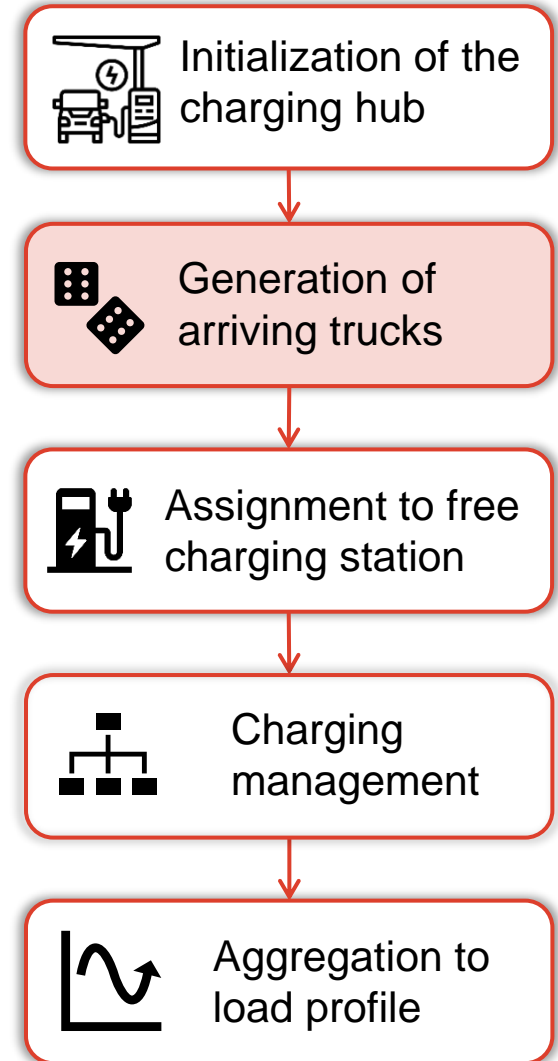 Initialization of the
charging hub
Generation of
arriving trucks
Assignment to free
charging station
Charging
management
Aggregation to
load profile